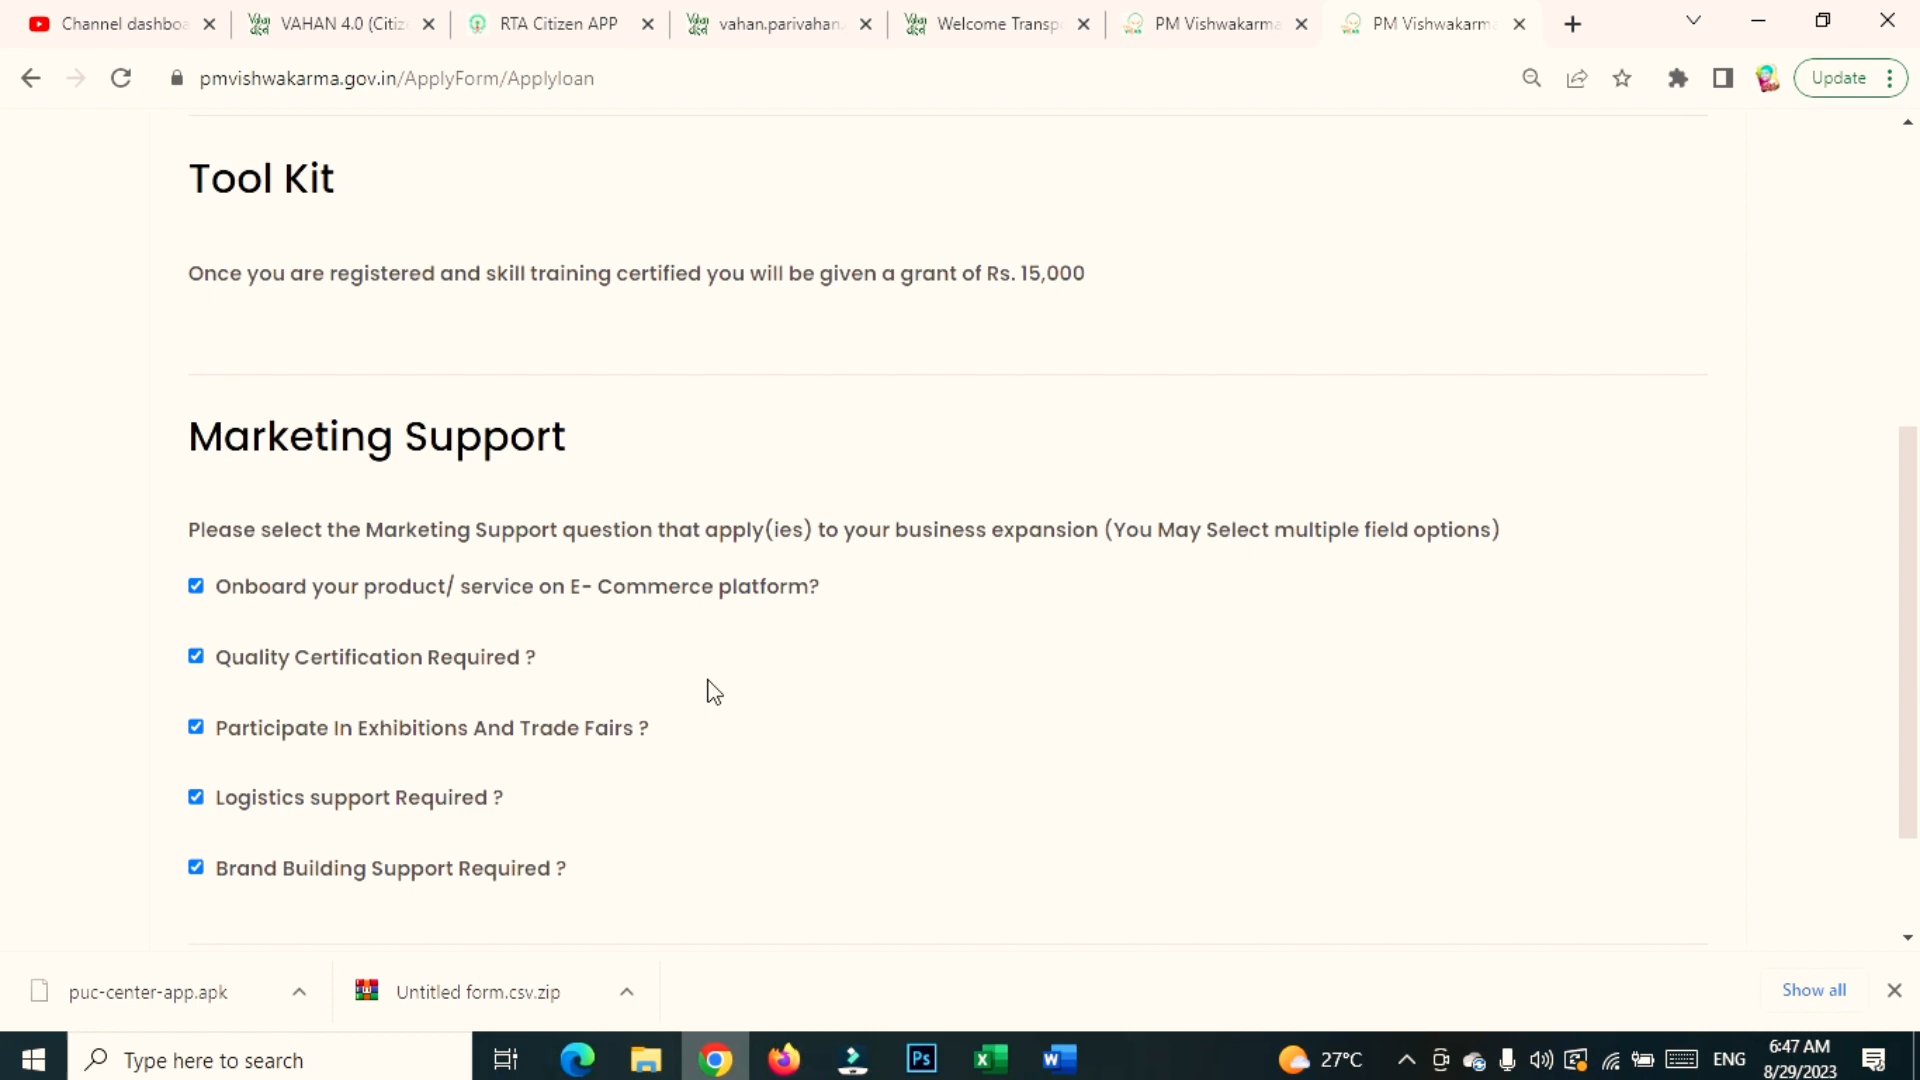 Channel dashboa
VAHAN 4.0 (Citiz
RTA Citizen APP
vahan.parivahan.
Welcome Transp
PM Vishwakarma
PM Vishwakarm
pmvishwakarma.gov.in/ApplyForm/Applyloan
Update
Tool Kit
Once you are registered and skill training certified you will be given a grant of Rs. 15,000
Marketing Support
Please select the Marketing Support question that apply(ies) to your business expansion (You May Select multiple field options)
Onboard your product/ service on E- Commerce platform?
Quality Certification Required ?
Participate In Exhibitions And Trade Fairs ?
Logistics support Required ?
Brand Building Support Required ?
puc-center-app.apk
Untitled form.csv.zip
Show all
Type here to search
Ps
27°C
ENG
6:47 AM
8/29/2023